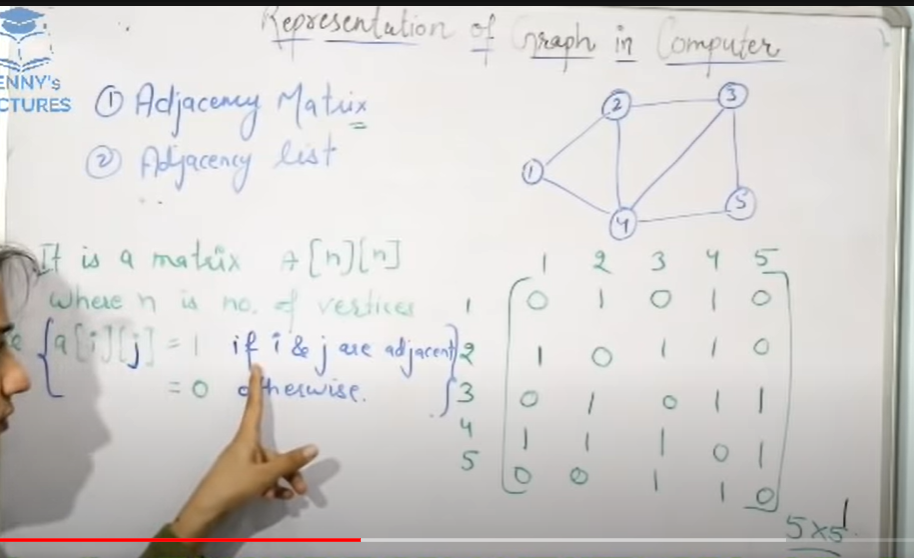 Representation of Graph in Computer
ENNY's
CTURES
① Adjacency Matrix
② Adjacency list
2 3
1
4 5
It is a matrix A[n][n]
where n is no. of vertices
a[i][j] = 1 if i & j are adjacent
= 0 otherwise.
1 2 3 4 5
1 0 1 0 1 0
2 1 0 1 1 0
3 0 1 0 1 1
4 1 1 1 0 1
5 0 0 1 1 0
5x5